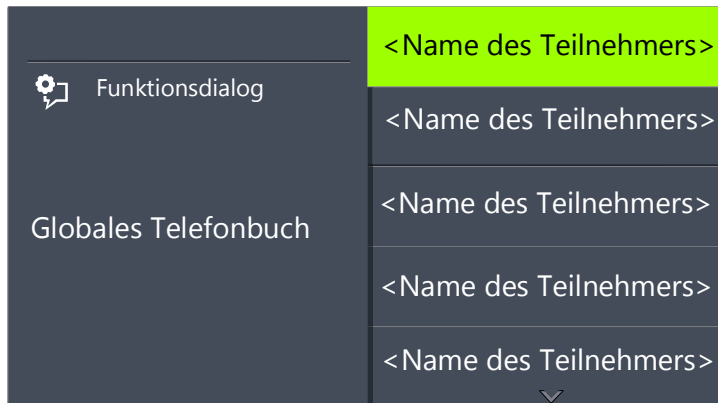 Funktionsdialog
Globales Telefonbuch
<Name des Teilnehmers>
<Name des Teilnehmers>
<Name des Teilnehmers>
<Name des Teilnehmers>
<Name des Teilnehmers>